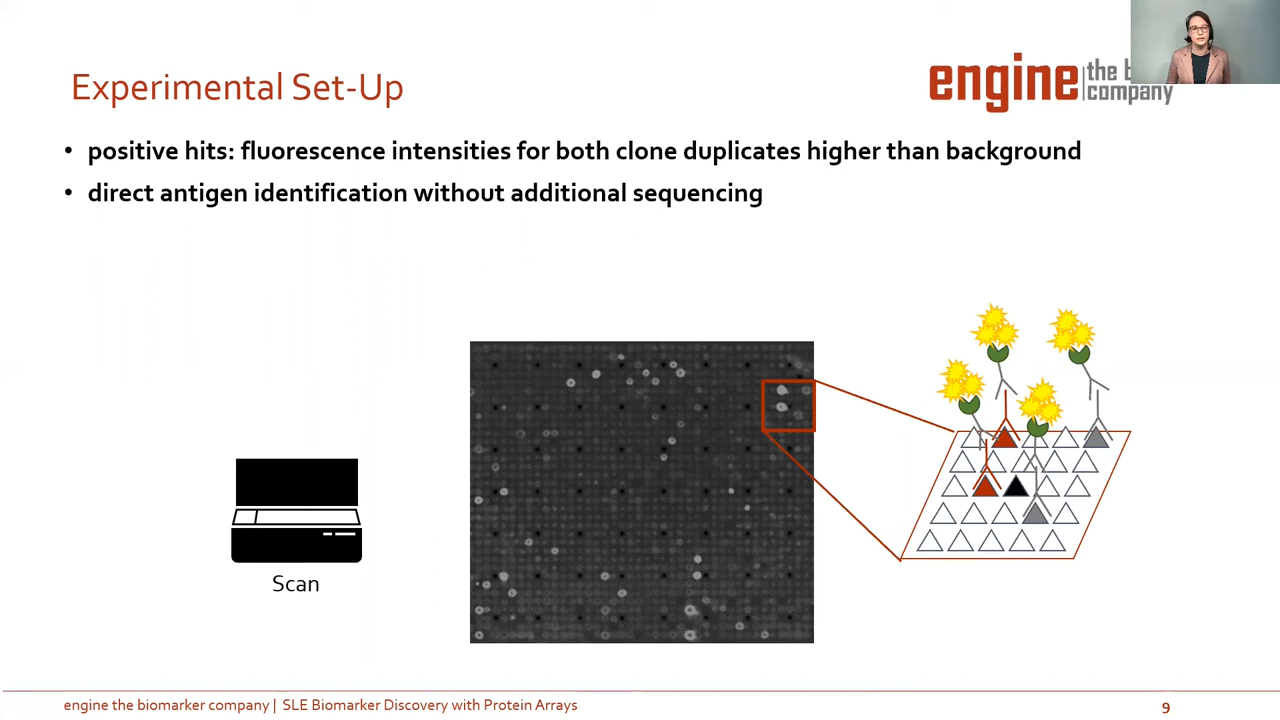 Experimental Set-Up
engine
the b
company
• positive hits: fluorescence intensities for both clone duplicates higher than background
• direct antigen identification without additional sequencing
Scan
engine the biomarker company | SLE Biomarker Discovery with Protein Arrays
9